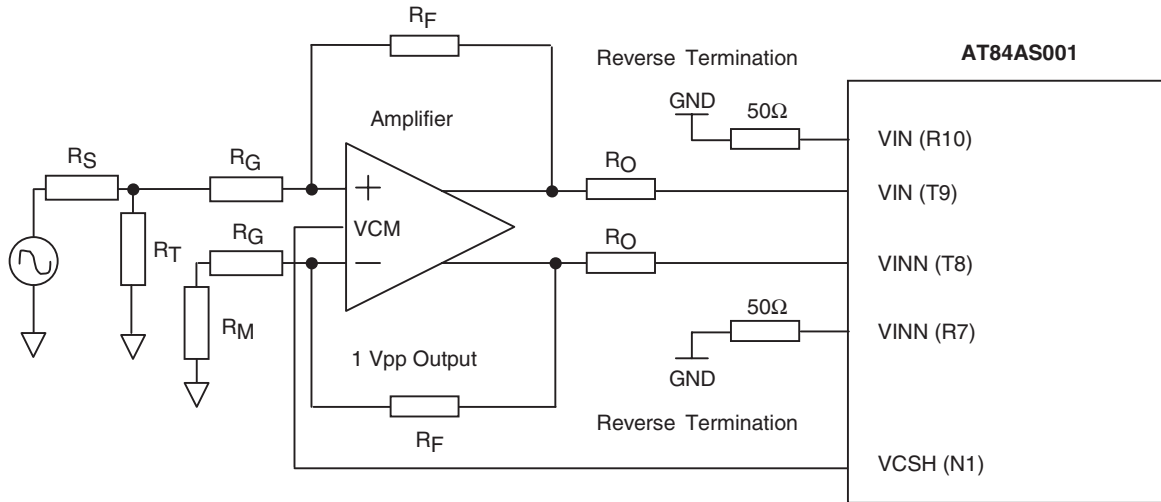 RF
Reverse Termination
AT84AS001
GND
50Ω
Amplifier
VIN (R10)
RS
RG
RO
+
VIN (T9)
VCM
RG
RO
RT
−
VINN (T8)
50Ω
RM
VINN (R7)
1 Vpp Output
GND
RF
Reverse Termination
VCSH (N1)